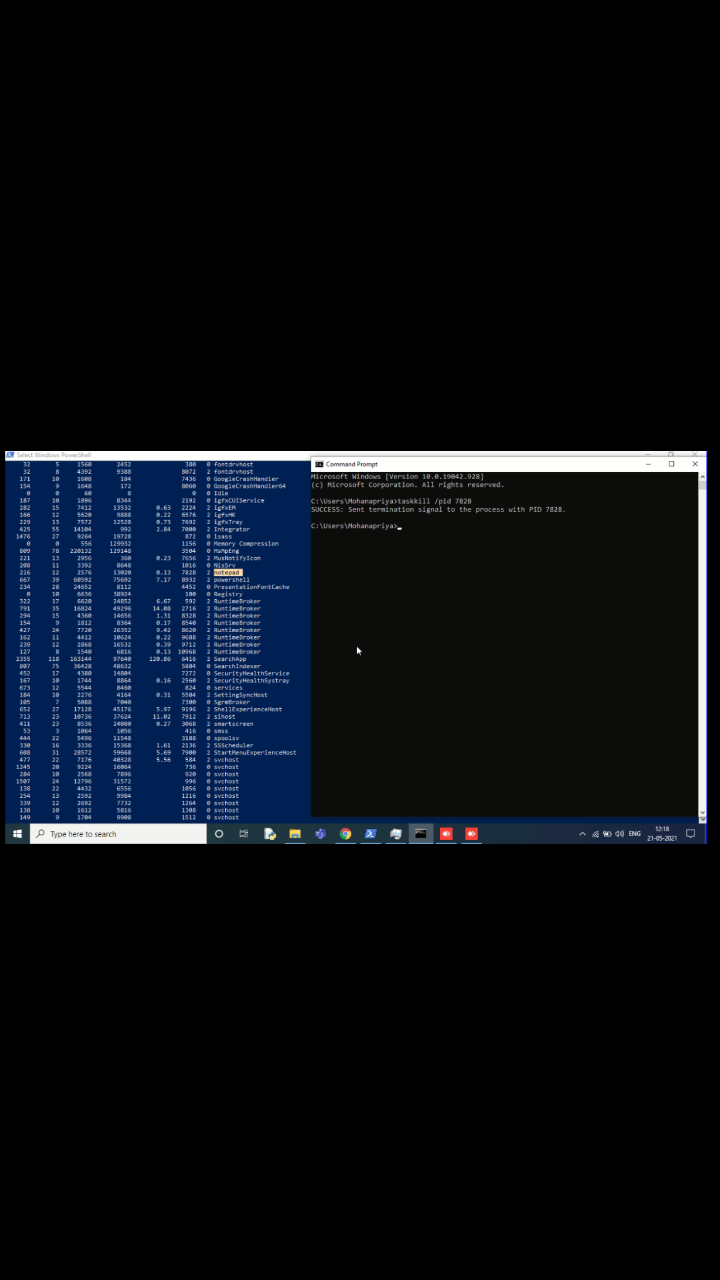 Select Windows PowerShell
32 5 1560 2452 380 0 fontdrvhost
32 8 4392 9388 8072 2 fontdrvhost
171 10 1608 184 7436 0 GoogleCrashHandler
154 9 1648 172 8060 0 GoogleCrashHandler64
0 0 60 8 0 0 Idle
187 10 1896 8344 2192 0 igfxCUIService
282 15 7412 13532 0.63 2224 2 igfxEM
166 12 5620 9888 0.22 6576 2 igfxHK
229 13 7572 12528 0.73 7692 2 igfxTray
425 55 14104 992 2.84 7000 2 Integrator
1476 27 9264 19728 872 0 lsass
0 0 556 129932 1156 0 Memory Compression
809 78 220132 129148 3504 0 MsMpEng
221 13 2956 360 0.23 7656 2 MusNotifyIcon
208 11 3392 8648 1016 0 NisSrv
216 12 2576 13020 0.13 7828 2 notepad
667 39 60592 75692 7.17 8932 2 powershell
234 28 24652 8112 4452 0 PresentationFontCache
0 10 6636 38924 100 0 Registry
322 17 6620 24852 6.67 592 2 RuntimeBroker
791 35 16824 49296 14.08 2716 2 RuntimeBroker
294 15 4360 14656 1.31 8328 2 RuntimeBroker
154 9 1812 8364 0.17 8540 2 RuntimeBroker
427 24 7720 26352 9.42 8620 2 RuntimeBroker
162 11 4412 10624 0.22 9688 2 RuntimeBroker
239 12 2868 16532 0.39 9712 2 RuntimeBroker
127 8 1540 6816 0.13 10968 2 RuntimeBroker
2355 118 163144 97640 120.86 6416 2 SearchApp
807 75 36428 48632 5804 0 SearchIndexer
452 17 4380 14804 7272 0 SecurityHealthService
167 10 1744 8864 0.16 2560 2 SecurityHealthSystray
673 12 5544 8460 824 0 services
184 10 2276 4164 0.31 5504 2 SettingSyncHost
105 7 5088 7040 7300 0 SgrmBroker
652 27 17128 45176 5.97 9196 2 ShellExperienceHost
713 23 10736 37624 11.02 7912 2 sihost
411 23 8536 24080 0.27 3068 2 smartscreen
53 3 1064 1056 416 0 smss
444 22 5496 11548 3188 0 spoolsv
330 16 3336 15368 1.61 2136 2 SSScheduler
608 31 28572 59668 5.69 7900 2 StartMenuExperienceHost
477 22 7176 40328 5.56 584 2 svchost
1245 20 9224 16064 736 0 svchost
284 10 2568 7896 920 0 svchost
1507 24 12796 31572 996 0 svchost
138 22 4432 6556 1056 0 svchost
254 13 2592 9984 1216 0 svchost
339 12 2692 7732 1264 0 svchost
138 10 1612 5816 1308 0 svchost
149 9 1704 9908 1512 0 svchost
Command Prompt
Microsoft Windows [Version 10.0.19042.928]
(c) Microsoft Corporation. All rights reserved.
C:\Users\Mohanapriya>taskkill /pid 7828
SUCCESS: Sent termination signal to the process with PID 7828.
C:\Users\Mohanapriya>
Type here to search
ENG
12:18
21-05-2021